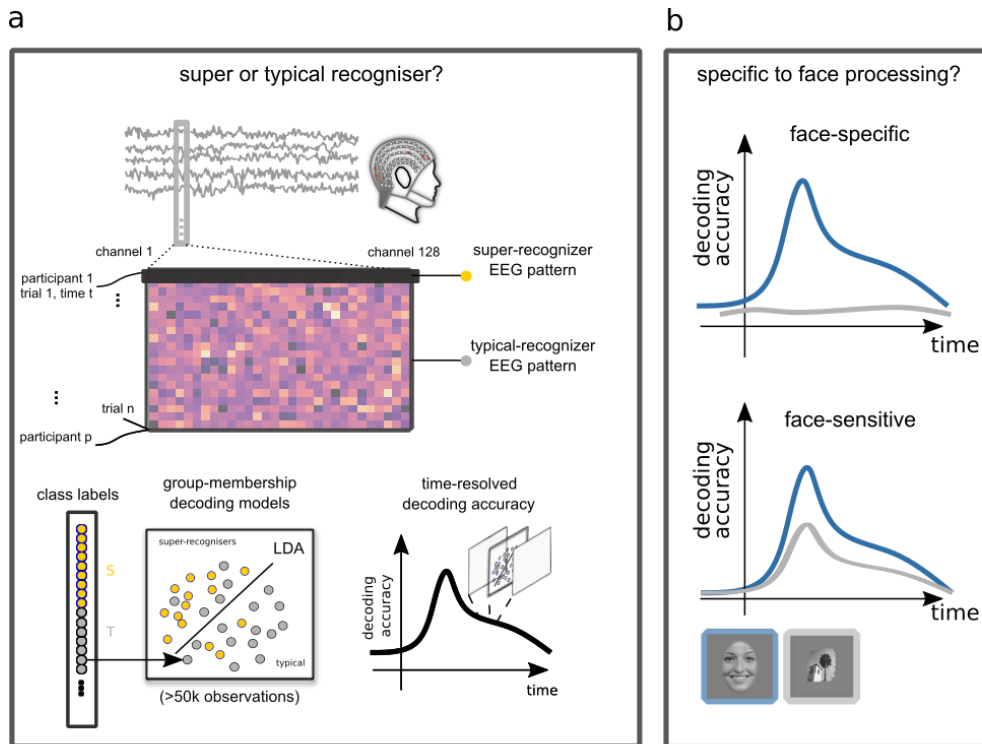 a
super or typical recogniser?
channel 1
channel 128
participant 1
trial 1, time t
super-recognizer
EEG pattern
typical-recognizer
EEG pattern
trial n
participant p
class labels
S
T
group-membership
decoding models
super-recognisers
LDA
typical
(>50k observations)
time-resolved
decoding accuracy
decoding
accuracy
time
b
specific to face processing?
face-specific
decoding
accuracy
time
face-sensitive
decoding
accuracy
time